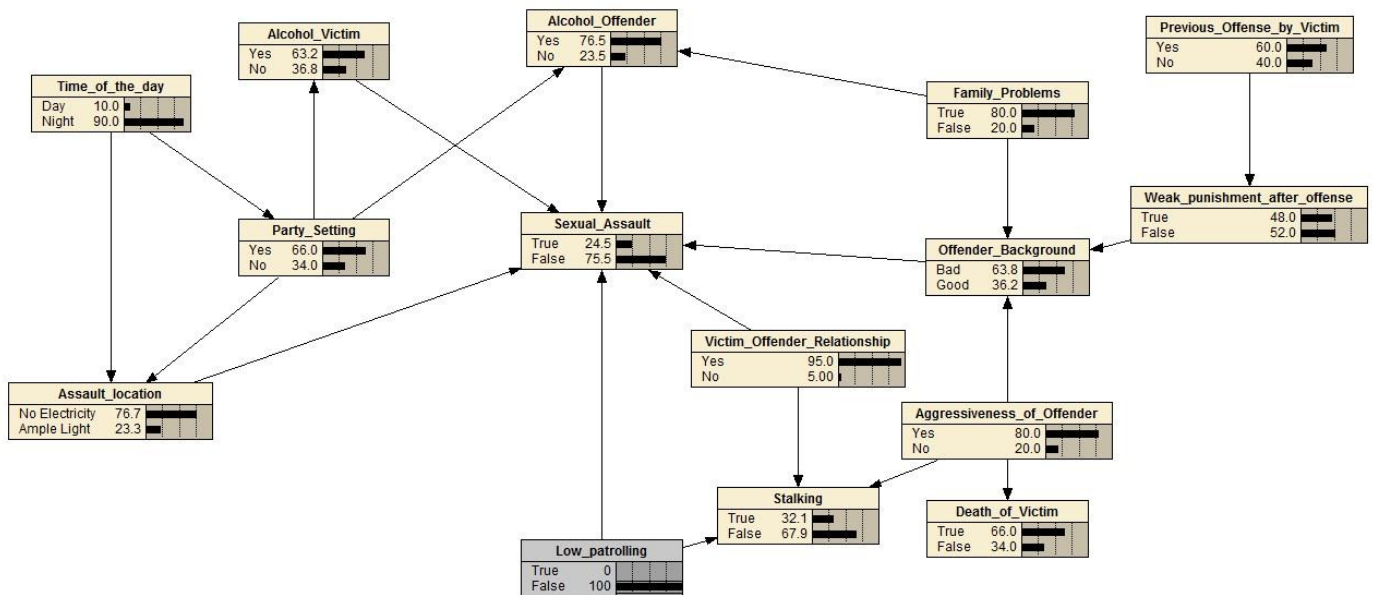 Alcohol_Victim
Yes 63.2
No 36.8
Alcohol_Offender
Yes 76.5
No 23.5
Previous_Offense_by_Victim
Yes 60.0
No 40.0
Time_of_the_day
Day 10.0
Night 90.0
Family_Problems
True 80.0
False 20.0
Party_Setting
Yes 66.0
No 34.0
Sexual_Assault
True 24.5
False 75.5
Weak_punishment_after_offense
True 48.0
False 52.0
Offender_Background
Bad 63.8
Good 36.2
Victim_Offender_Relationship
Yes 95.0
No 5.00
Assault_location
No Electricity 76.7
Ample Light 23.3
Aggressiveness_of_Offender
Yes 80.0
No 20.0
Stalking
True 32.1
False 67.9
Death_of_Victim
True 66.0
False 34.0
Low_patrolling
True 0
False 100